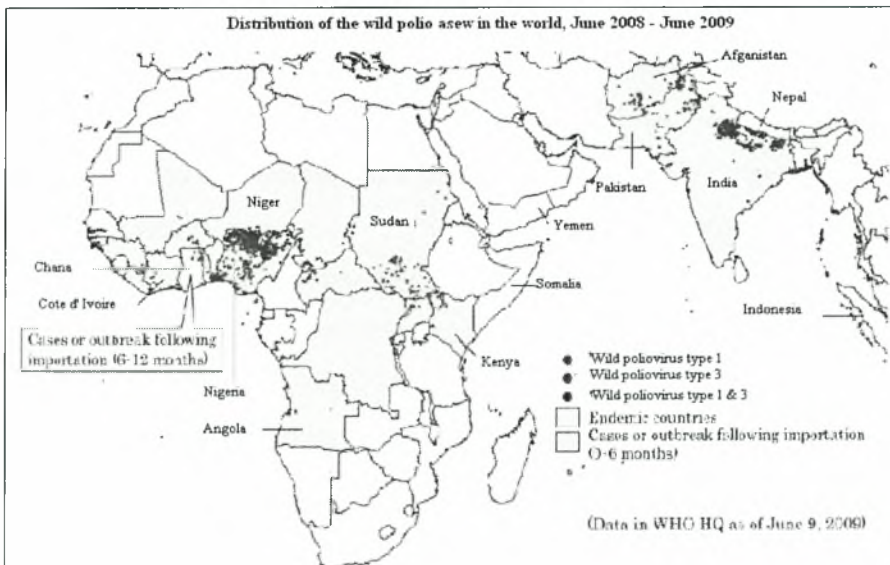 Distribution of the wild polio asew in the world, June 2008 - June 2009
Afganistan
Nepal
Pakistan
India
Niger
Sudan
Yemen
Chana
Somalia
Cote d' Ivoire
Indonesia
Cases or outbreak following
importation (6-12 months)
Kenya
Nigeria
Angola
Wild poliovirus type 1
Wild poliovirus type 3
Wild poliovirus type 1 & 3
Endemic countries
Cases or outbreak following importation
(0-6 months)
(Data in WHO HQ as of June 9, 2009)